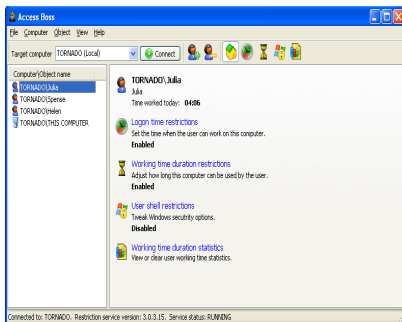 Access Boss
File Computer Object View Help
Target computer TORNADO (Local) Connect
Computer\Object name
TORNADO\Julia
TORNADO\Spense
TORNADO\Helen
TORNADO\THIS COMPUTER
TORNADO\Julia
Julia
Time worked today: 04:06
Logon time restrictions
Set the time when the user can work on this computer.
Enabled
Working time duration restrictions
Adjust how long this computer can be used by the user.
Enabled
User shell restrictions
Tweak Windows secutrity options.
Disabled
Working time duration statistics
View or clear user working time statistics.
Connected to: TORNADO. Restriction service version: 3.0.3.15. Service status: RUNNING